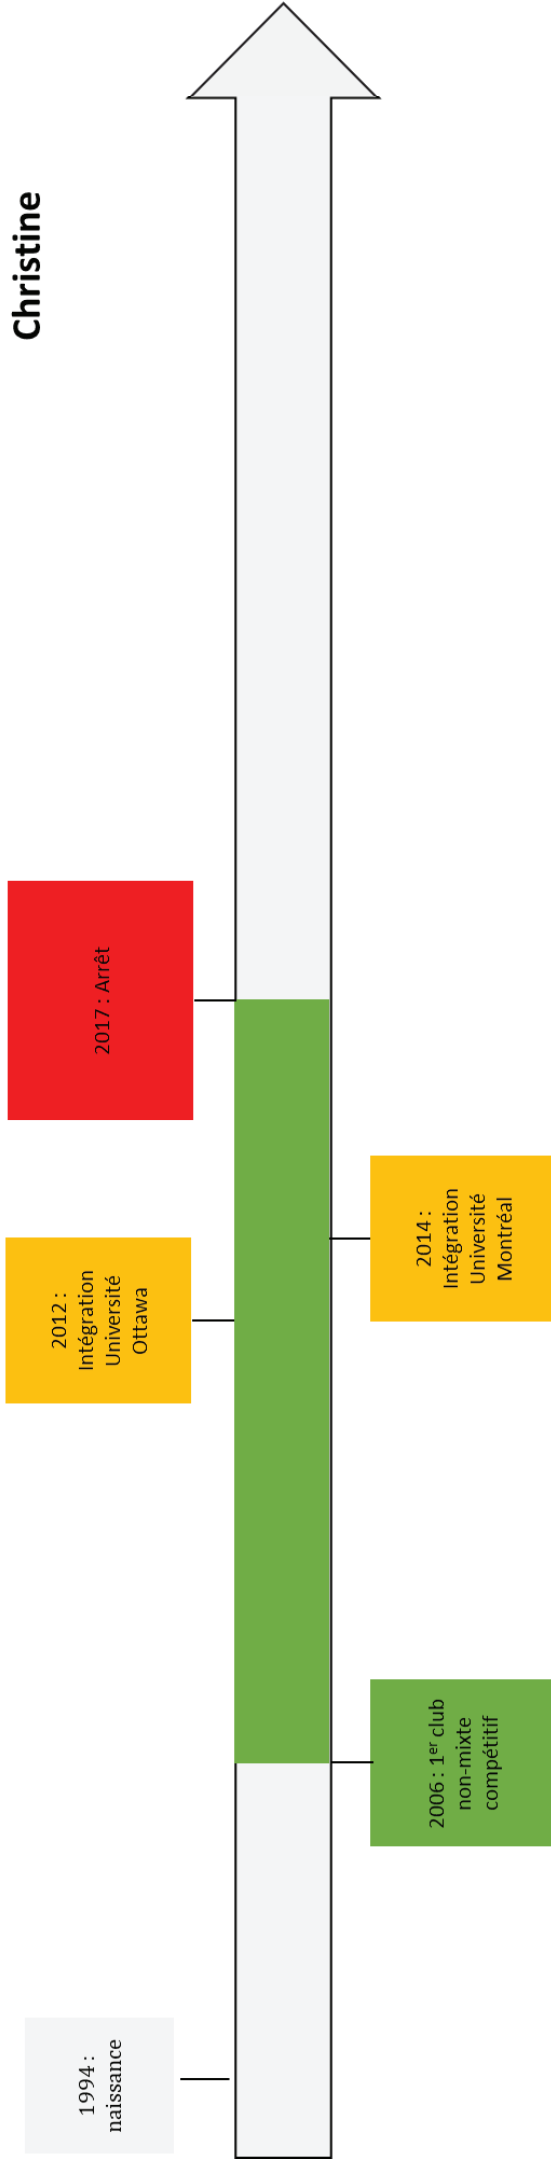 Christine
1994 :
naissance
2006 : 1er club
non-mixte
compétitif
2012 :
Intégration
Université
Ottawa
2014 :
Intégration
Université
Montréal
2017 : Arrêt